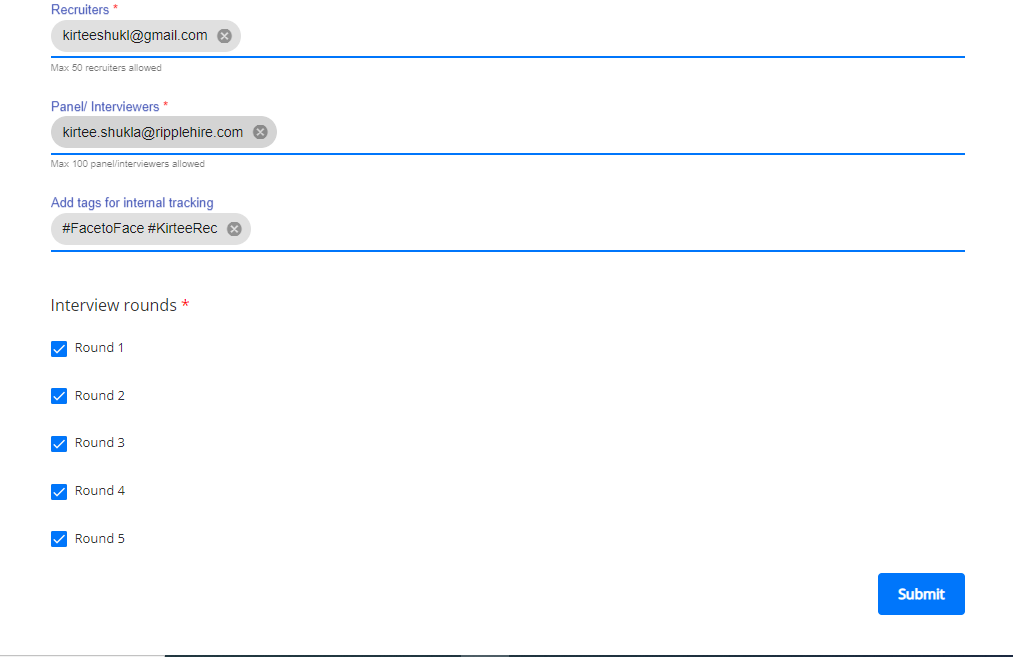 Recruiters *
kirteeshukl@gmail.com
Max 50 recruiters allowed
Panel/ Interviewers *
kirtee.shukla@ripplehire.com
Max 100 panel/interviewers allowed
Add tags for internal tracking
#FacetoFace #KirteeRec
Interview rounds *
Round 1
Round 2
Round 3
Round 4
Round 5
Submit